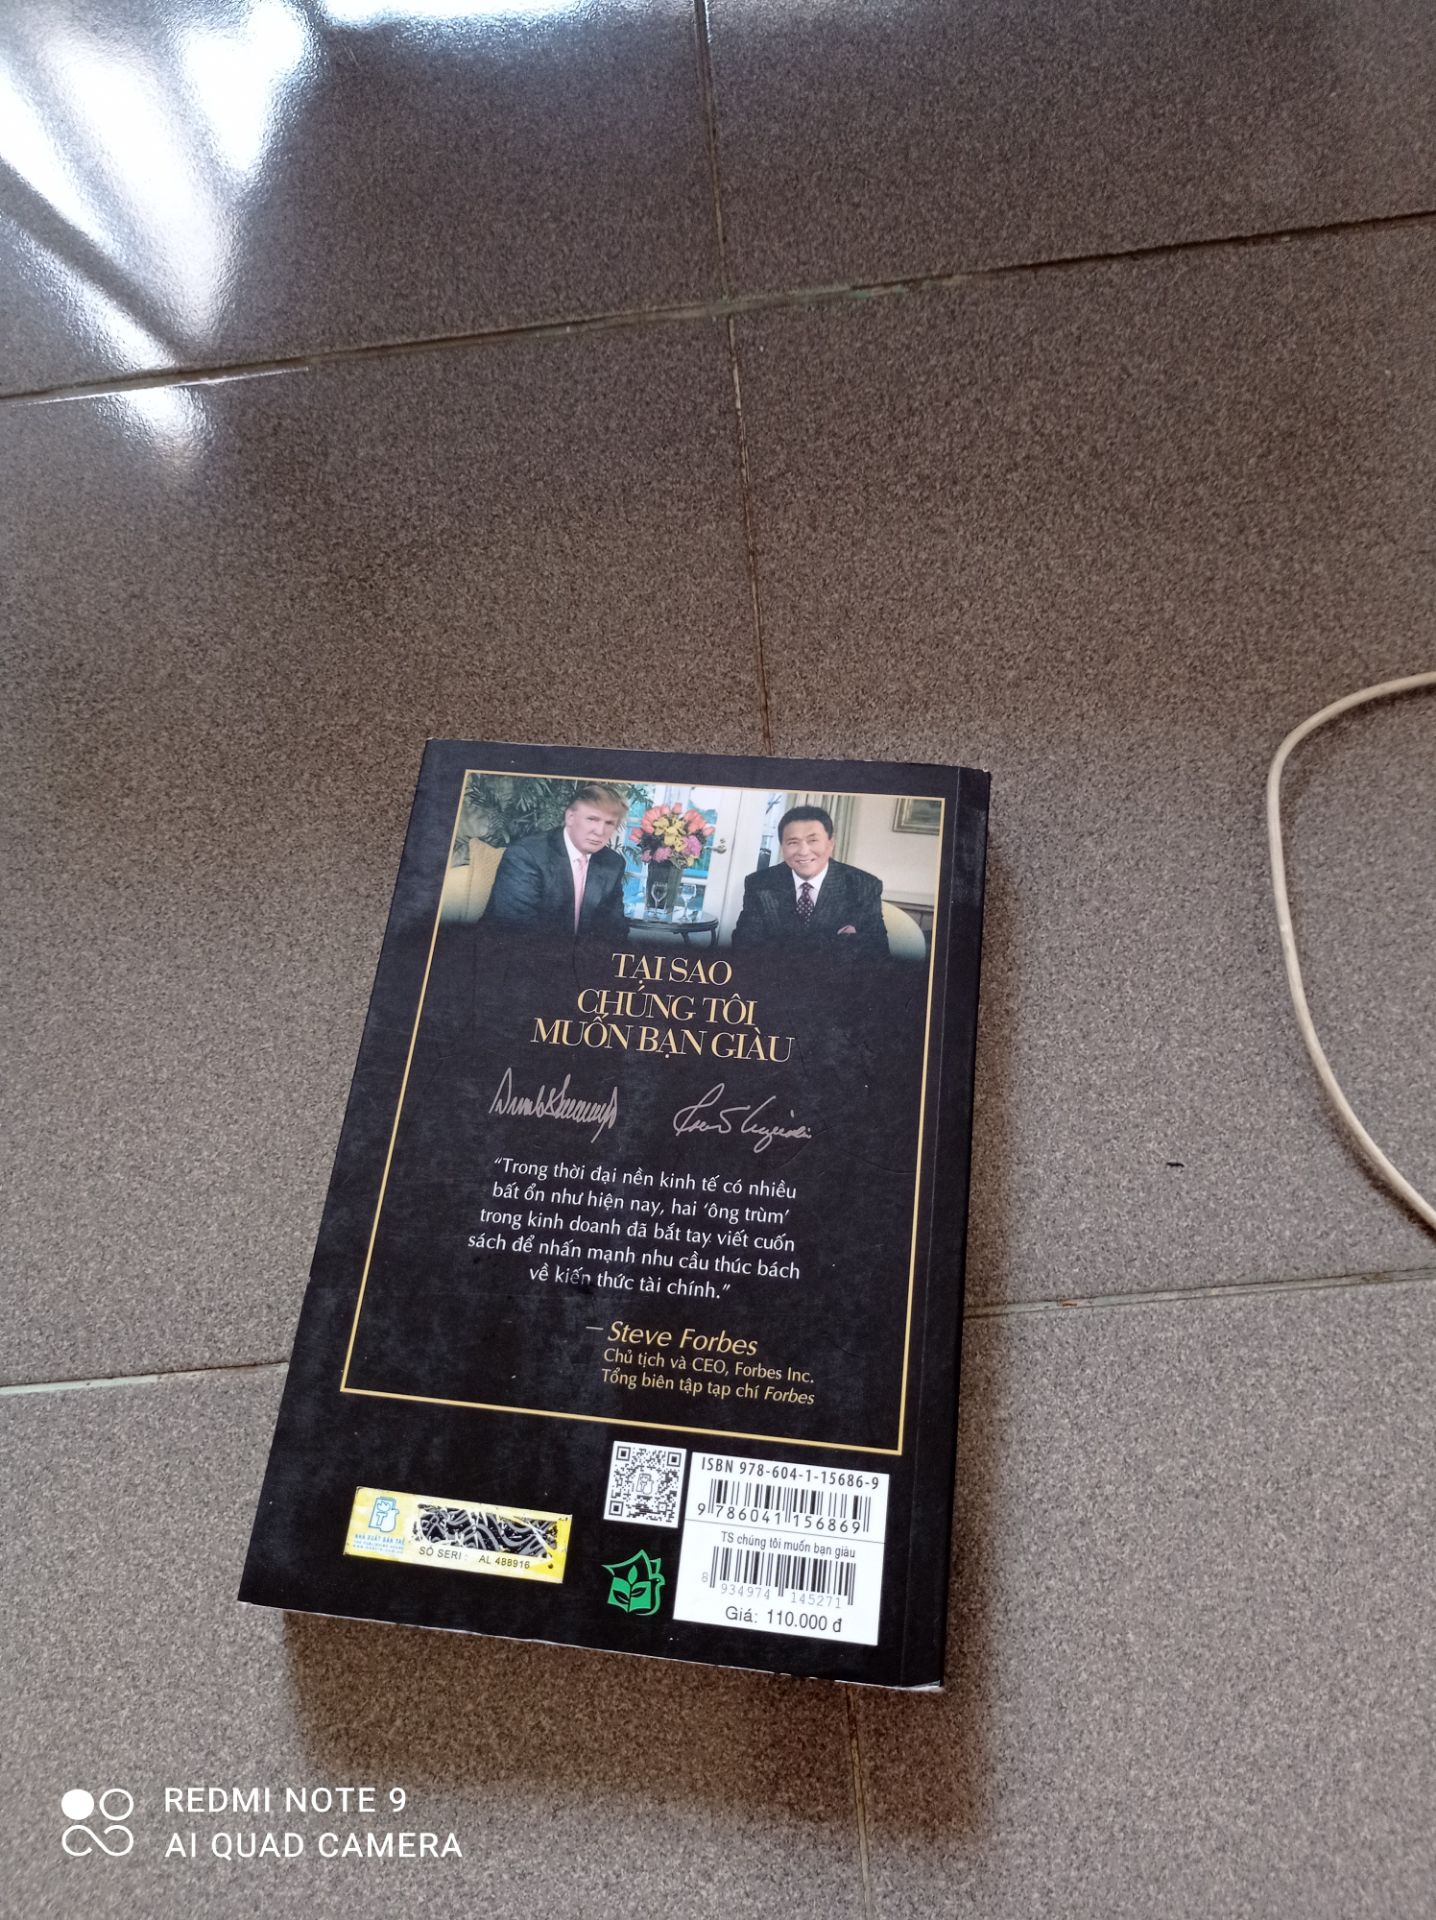 TẠI SAO
CHÚNG TÔI
MUỐN BẠN GIÀU
“Trong thời đại nền kinh tế có nhiều
bất ổn như hiện nay, hai ‘ông trùm’
trong kinh doanh đã bắt tay viết cuốn
sách để nhấn mạnh nhu cầu thúc bách
về kiến thức tài chính.”
— Steve Forbes
Chủ tịch và CEO, Forbes Inc.
Tổng biên tập tạp chí Forbes
ISBN 978-604-1-15686-9
9 786041 156869
TS chúng tôi muốn bạn giàu
8 934974 145271
Giá: 110.000 đ
NHÀ XUẤT BẢN TRẺ
SỐ SERI : AL 488916
REDMI NOTE 9
AI QUAD CAMERA